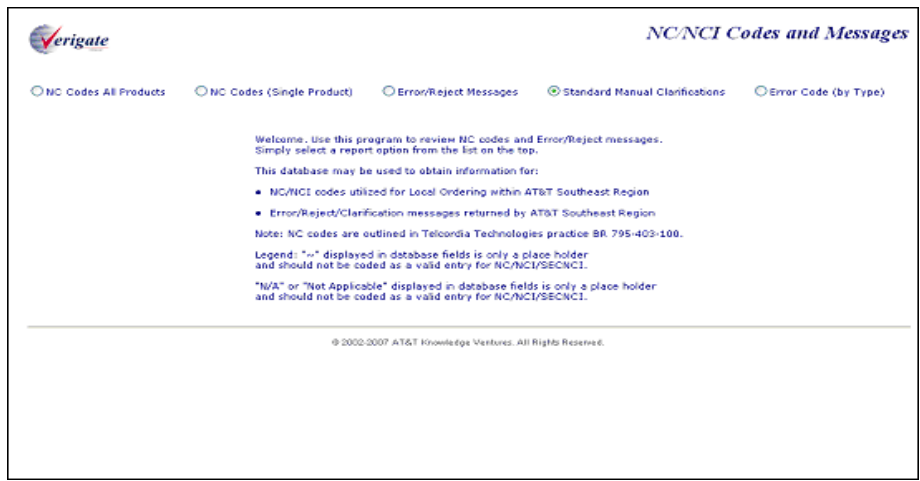 Verigate
NC/NCI Codes and Messages
NC Codes All Products
NC Codes (Single Product)
Error/Reject Messages
Standard Manual Clarifications
Error Code (by Type)
Welcome. Use this program to review NC codes and Error/Reject messages.
Simply select a report option from the list on the top.
This database may be used to obtain information for:
• NC/NCI codes utilized for Local Ordering within AT&T Southeast Region
• Error/Reject/Clarification messages returned by AT&T Southeast Region
Note: NC codes are outlined in Telcordia Technologies practice BR 795-403-100.
Legend: "~" displayed in database fields is only a place holder
and should not be coded as a valid entry for NC/NCI/SECNCI.
"N/A" or "Not Applicable" displayed in database fields is only a place holder
and should not be coded as a valid entry for NC/NCI/SECNCI.
© 2002-2007 AT&T Knowledge Ventures. All Rights Reserved.